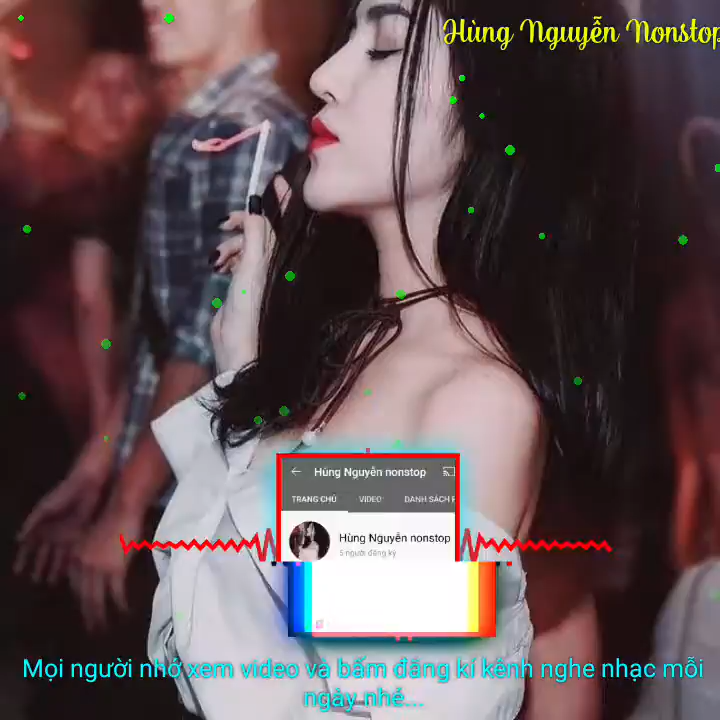 Hùng Nguyễn Nonstop
Hùng Nguyễn nonstop
TRANG CHỦ VIDEO DANH SÁCH P
Hùng Nguyễn nonstop
5 người đăng ký
Mọi người nhớ xem video và bấm đăng kí kênh nghe nhạc mỗi
ngày nhé...